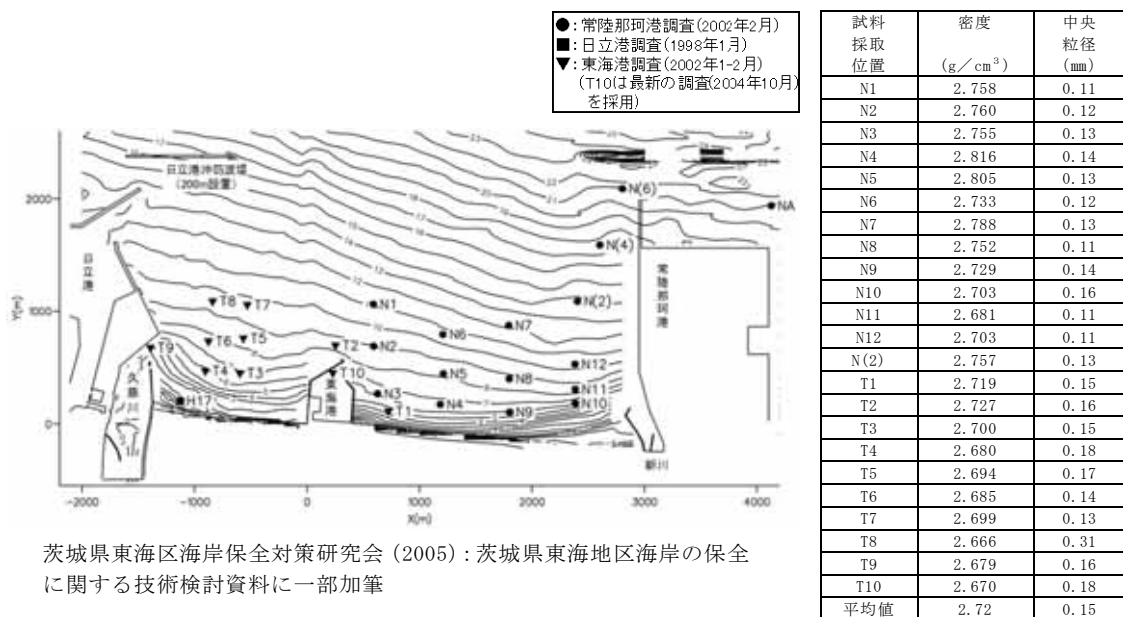 ●：常陸那珂港調査(2002年2月)
■：日立港調査(1998年1月)
▼：東海港調査(2002年1-2月)
(T10は最新の調査(2004年10月)
を採用)
日立港沖防波堤
(200m設置)
日立港
久慈川
東海港
常陸那珂港
新川
N(6)
NA
N(4)
N(2)
T8
T7
N1
N7
N6
T6
T5
T2
N2
T9
N12
T4
T3
T10
N5
N8
N11
H17
N3
N4
N10
T1
N9
Y(m)
2000
1000
0
-2000
-1000
0
1000
2000
3000
4000
X(m)
茨城県東海区海岸保全対策研究会 (2005)：茨城県東海地区海岸の保全
に関する技術検討資料に一部加筆
試料採取位置 密度(g／cm³) 中央粒径(㎜)
N1 2.758 0.11
N2 2.760 0.12
N3 2.755 0.13
N4 2.816 0.14
N5 2.805 0.13
N6 2.733 0.12
N7 2.788 0.13
N8 2.752 0.11
N9 2.729 0.14
N10 2.703 0.16
N11 2.681 0.11
N12 2.703 0.11
N(2) 2.757 0.13
T1 2.719 0.15
T2 2.727 0.16
T3 2.700 0.15
T4 2.680 0.18
T5 2.694 0.17
T6 2.685 0.14
T7 2.699 0.13
T8 2.666 0.31
T9 2.679 0.16
T10 2.670 0.18
平均値 2.72 0.15